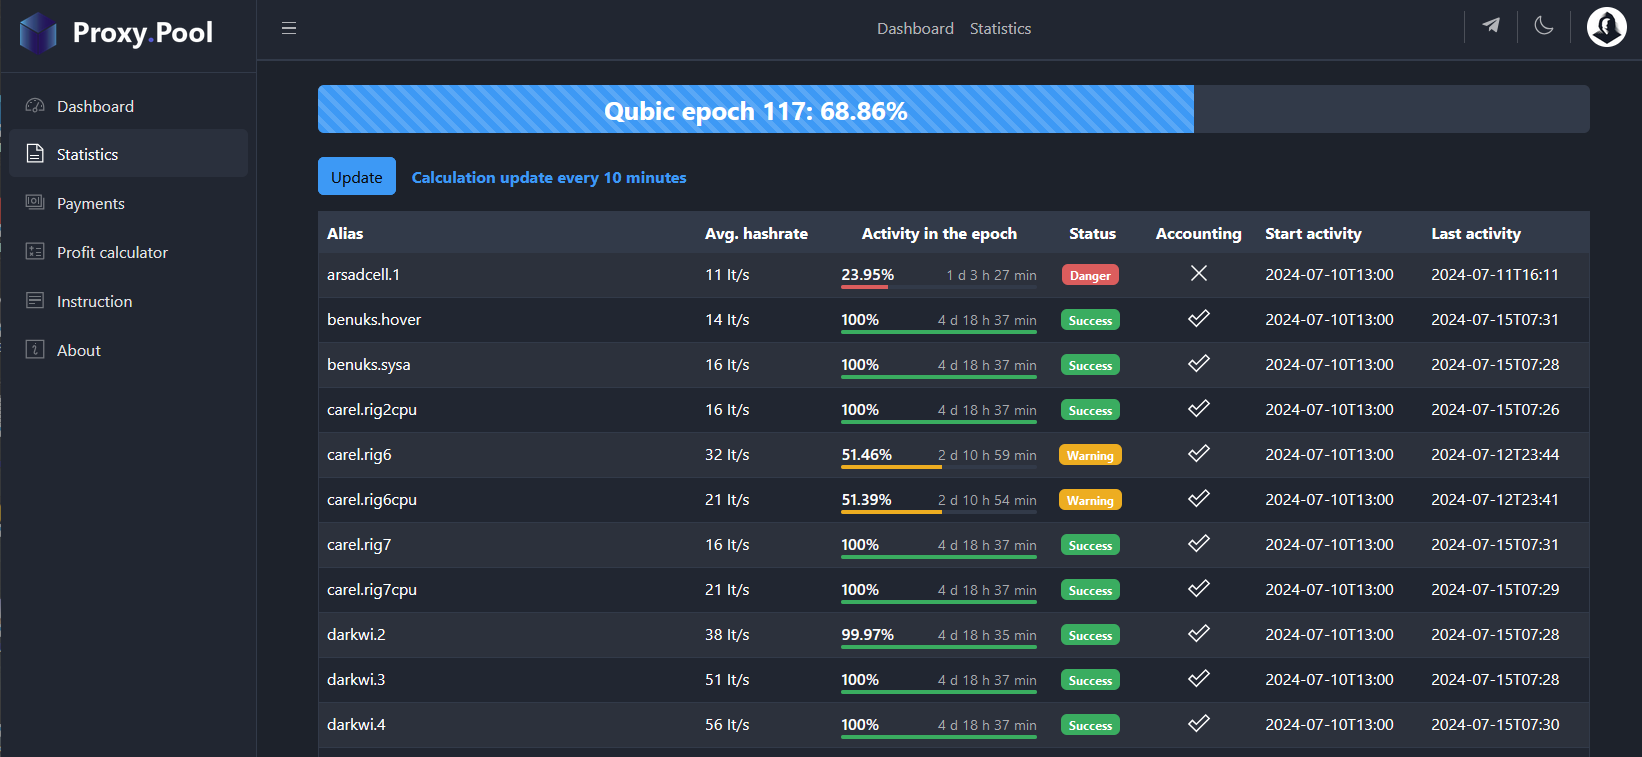 Proxy.Pool
Dashboard Statistics
Dashboard
Statistics
Payments
Profit calculator
Instruction
About
Qubic epoch 117: 68.86%
Update Calculation update every 10 minutes
Alias Avg. hashrate Activity in the epoch Status Accounting Start activity Last activity
arsadcell.1 11 It/s 23.95% 1 d 3 h 27 min Danger 2024-07-10T13:00 2024-07-11T16:11
benuks.hover 14 It/s 100% 4 d 18 h 37 min Success 2024-07-10T13:00 2024-07-15T07:31
benuks.sysa 16 It/s 100% 4 d 18 h 37 min Success 2024-07-10T13:00 2024-07-15T07:28
carel.rig2cpu 16 It/s 100% 4 d 18 h 37 min Success 2024-07-10T13:00 2024-07-15T07:26
carel.rig6 32 It/s 51.46% 2 d 10 h 59 min Warning 2024-07-10T13:00 2024-07-12T23:44
carel.rig6cpu 21 It/s 51.39% 2 d 10 h 54 min Warning 2024-07-10T13:00 2024-07-12T23:41
carel.rig7 16 It/s 100% 4 d 18 h 37 min Success 2024-07-10T13:00 2024-07-15T07:31
carel.rig7cpu 21 It/s 100% 4 d 18 h 37 min Success 2024-07-10T13:00 2024-07-15T07:29
darkwi.2 38 It/s 99.97% 4 d 18 h 35 min Success 2024-07-10T13:00 2024-07-15T07:28
darkwi.3 51 It/s 100% 4 d 18 h 37 min Success 2024-07-10T13:00 2024-07-15T07:28
darkwi.4 56 It/s 100% 4 d 18 h 37 min Success 2024-07-10T13:00 2024-07-15T07:30